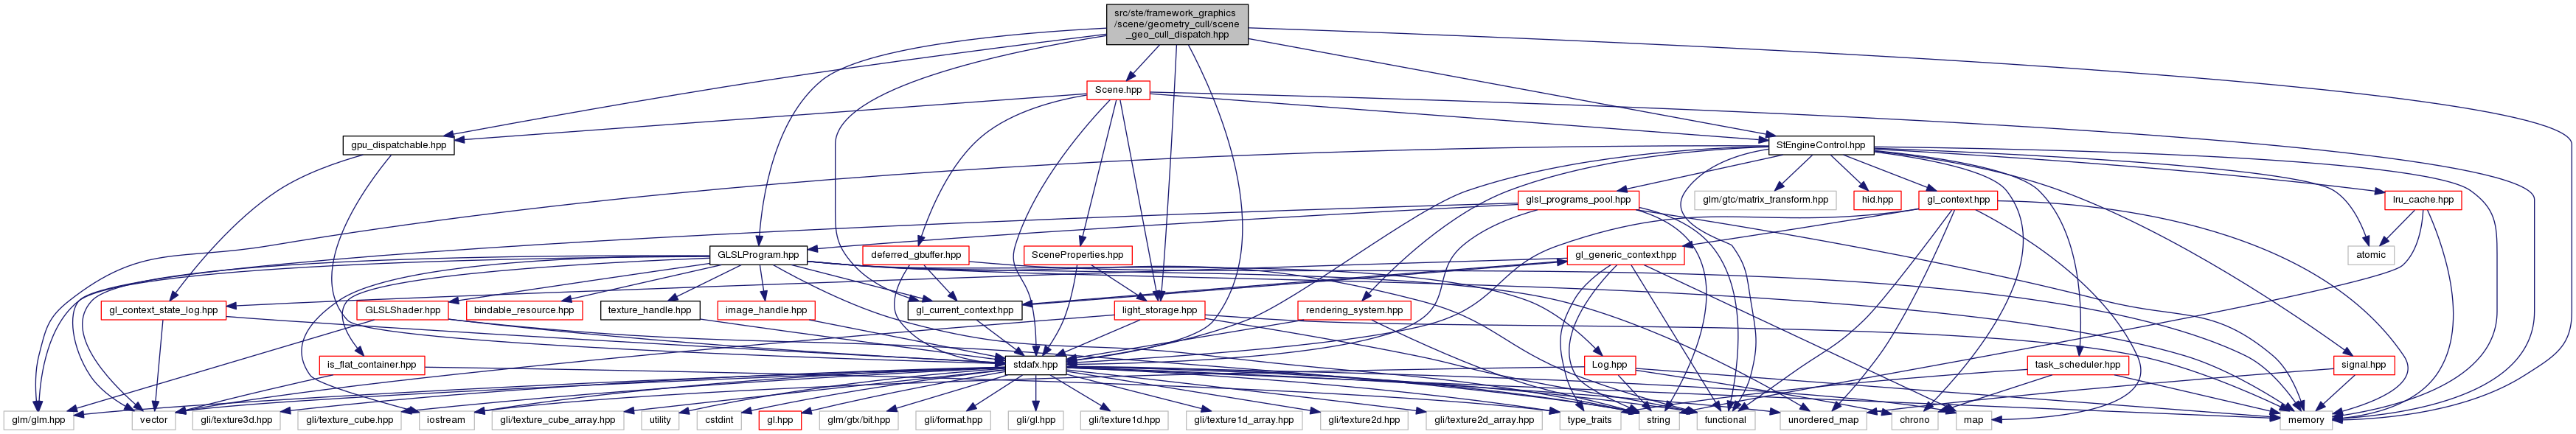 src/ste/framework_graphics
/scene/geometry_cull/scene
_geo_cull_dispatch.hpp
Scene.hpp
gpu_dispatchable.hpp
StEngineControl.hpp
glsl_programs_pool.hpp
glm/gtc/matrix_transform.hpp
hid.hpp
gl_context.hpp
lru_cache.hpp
GLSLProgram.hpp
deferred_gbuffer.hpp
SceneProperties.hpp
gl_generic_context.hpp
atomic
gl_context_state_log.hpp
GLSLShader.hpp
bindable_resource.hpp
texture_handle.hpp
image_handle.hpp
gl_current_context.hpp
light_storage.hpp
rendering_system.hpp
is_flat_container.hpp
stdafx.hpp
Log.hpp
task_scheduler.hpp
signal.hpp
glm/glm.hpp
vector
gli/texture3d.hpp
gli/texture_cube.hpp
iostream
gli/texture_cube_array.hpp
utility
cstdint
gl.hpp
glm/gtx/bit.hpp
gli/format.hpp
gli/gl.hpp
gli/texture1d.hpp
gli/texture1d_array.hpp
gli/texture2d.hpp
gli/texture2d_array.hpp
type_traits
string
functional
unordered_map
chrono
map
memory